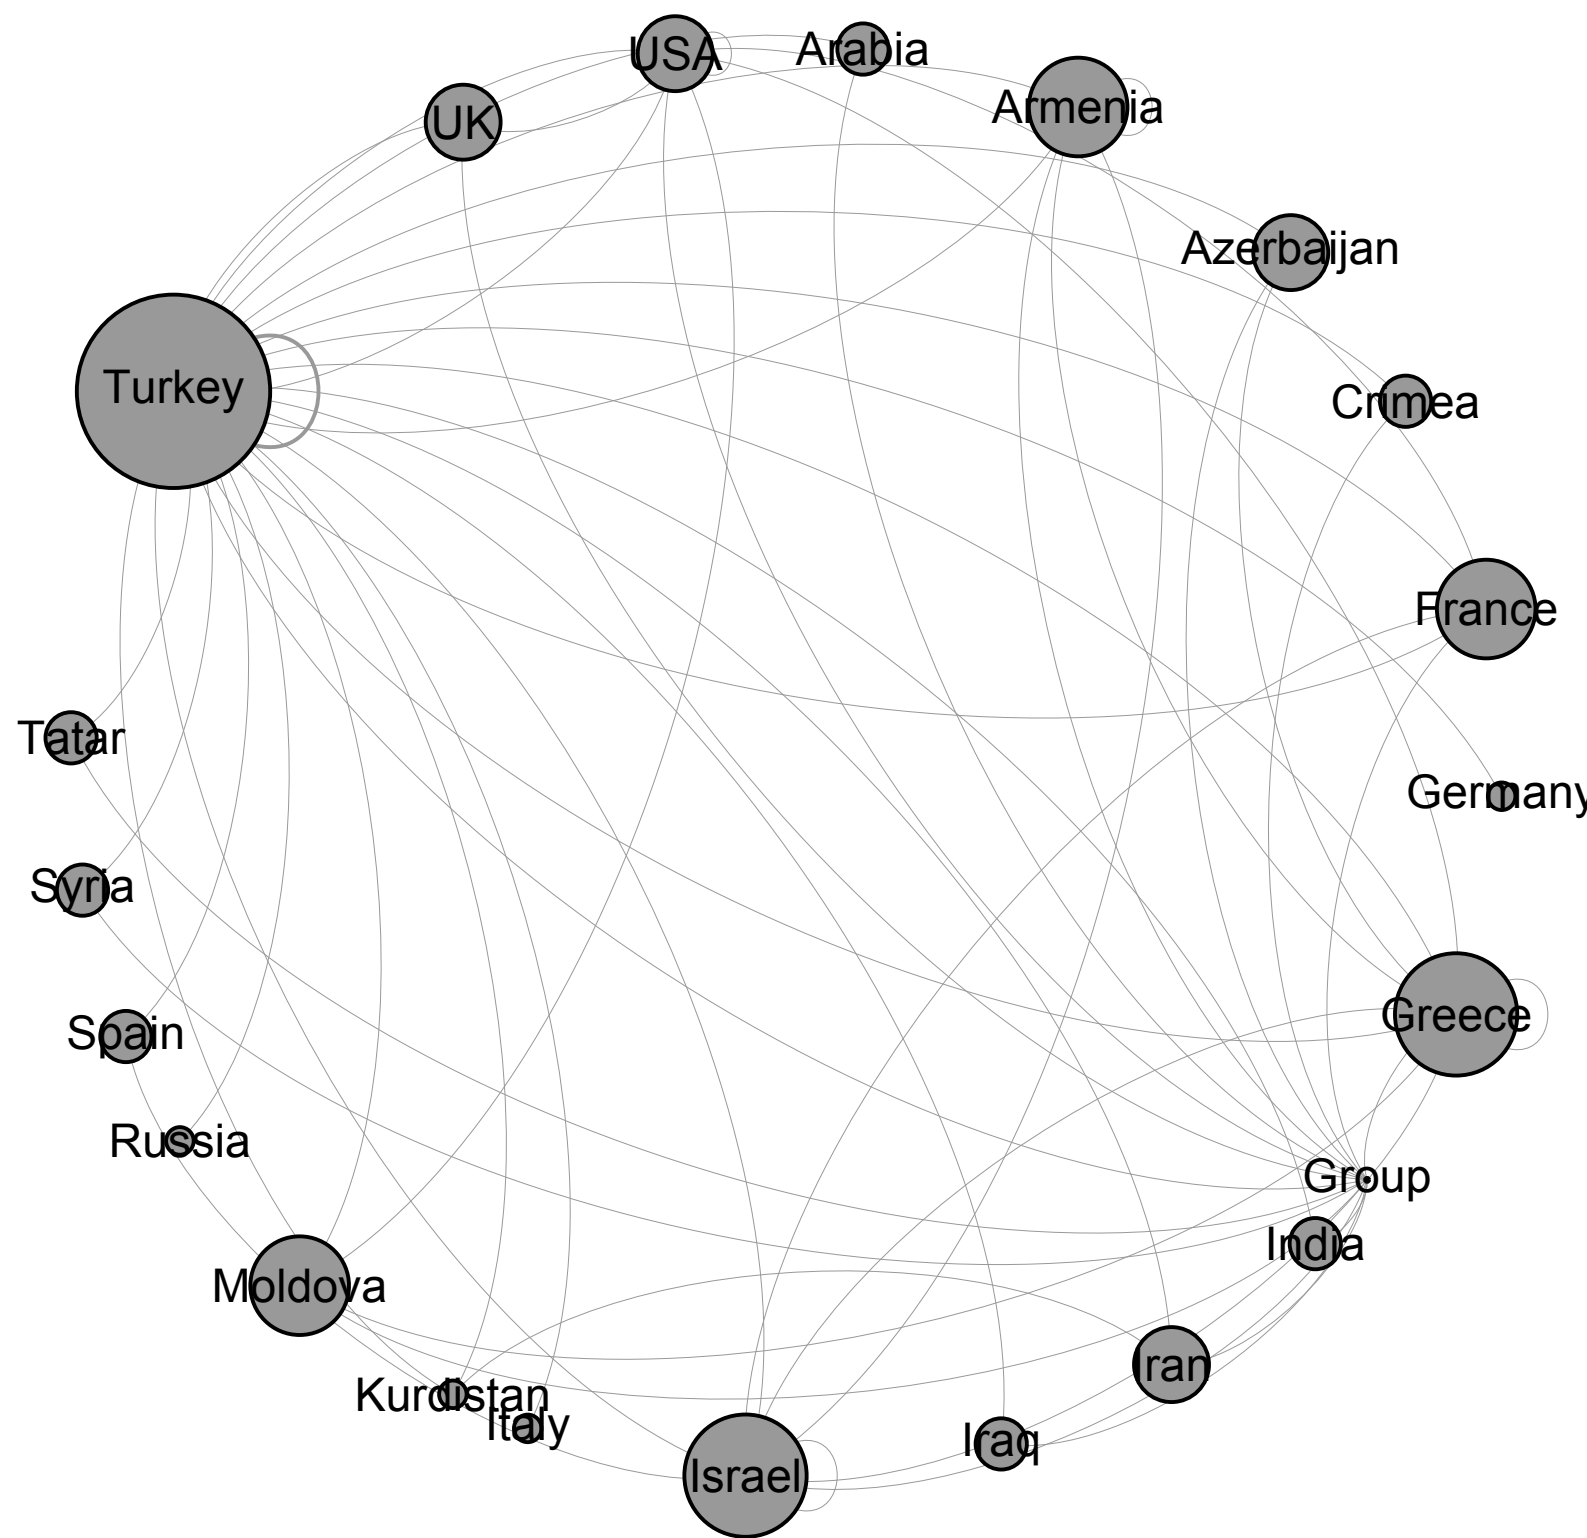 USA
Arabia
Armenia
UK
Azerbaijan
Turkey
Crimea
France
Tatar
Germany
Syria
Greece
Spain
Russia
Group
India
Moldova
Iran
Kurdistan
Italy
Iraq
Israel